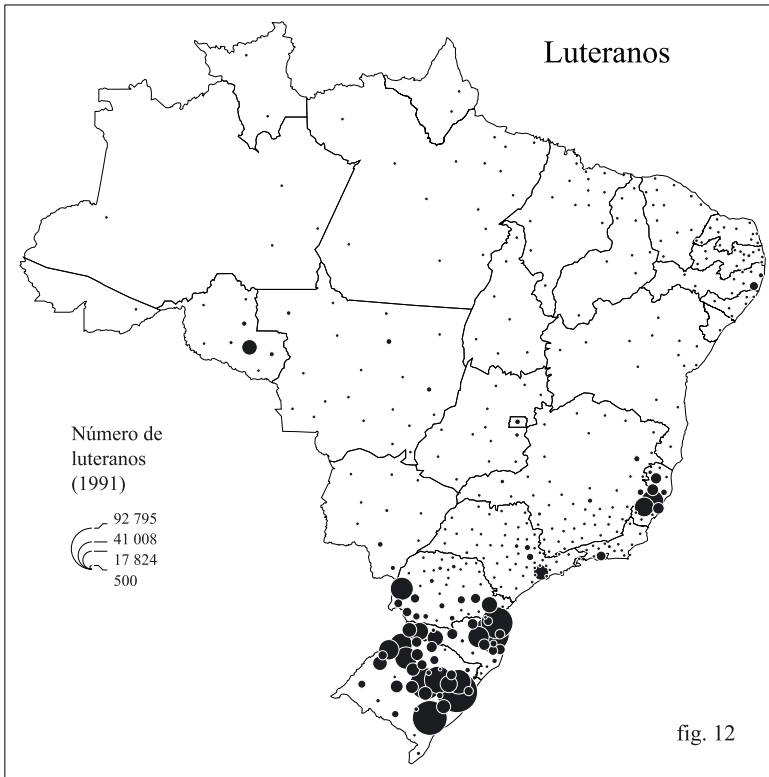 Luteranos
Número de
luteranos
(1991)
92 795
41 008
17 824
500
fig. 12